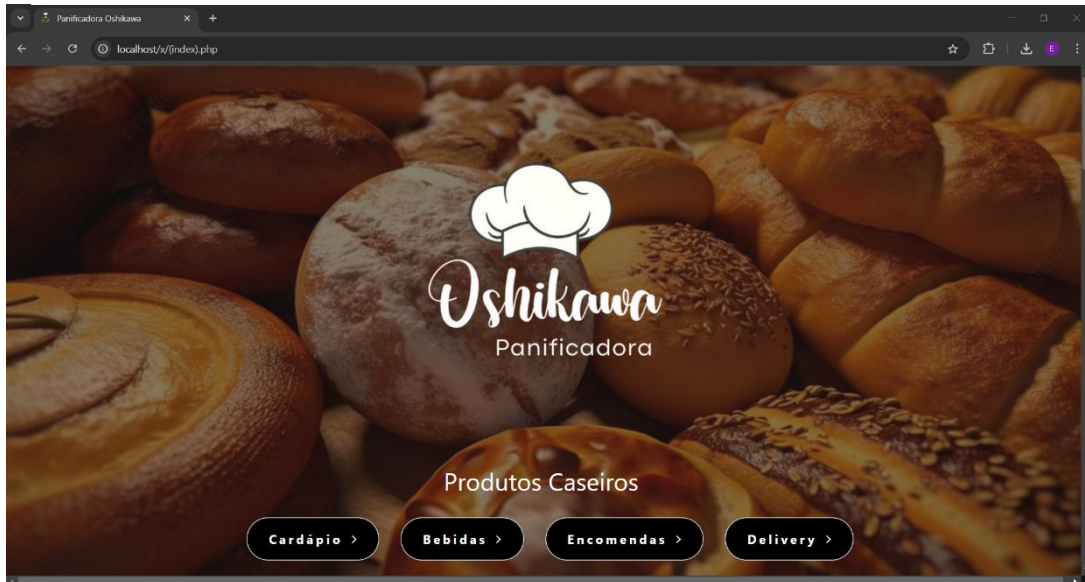 Panificadora Oshikawa
localhost/x/(index).php
E
Oshikawa
Panificadora
Produtos Caseiros
Cardápio >
Bebidas >
Encomendas >
Delivery >